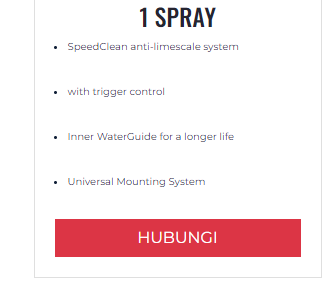 1 SPRAY
SpeedClean anti-limescale system
with trigger control
Inner WaterGuide for a longer life
Universal Mounting System
HUBUNGI